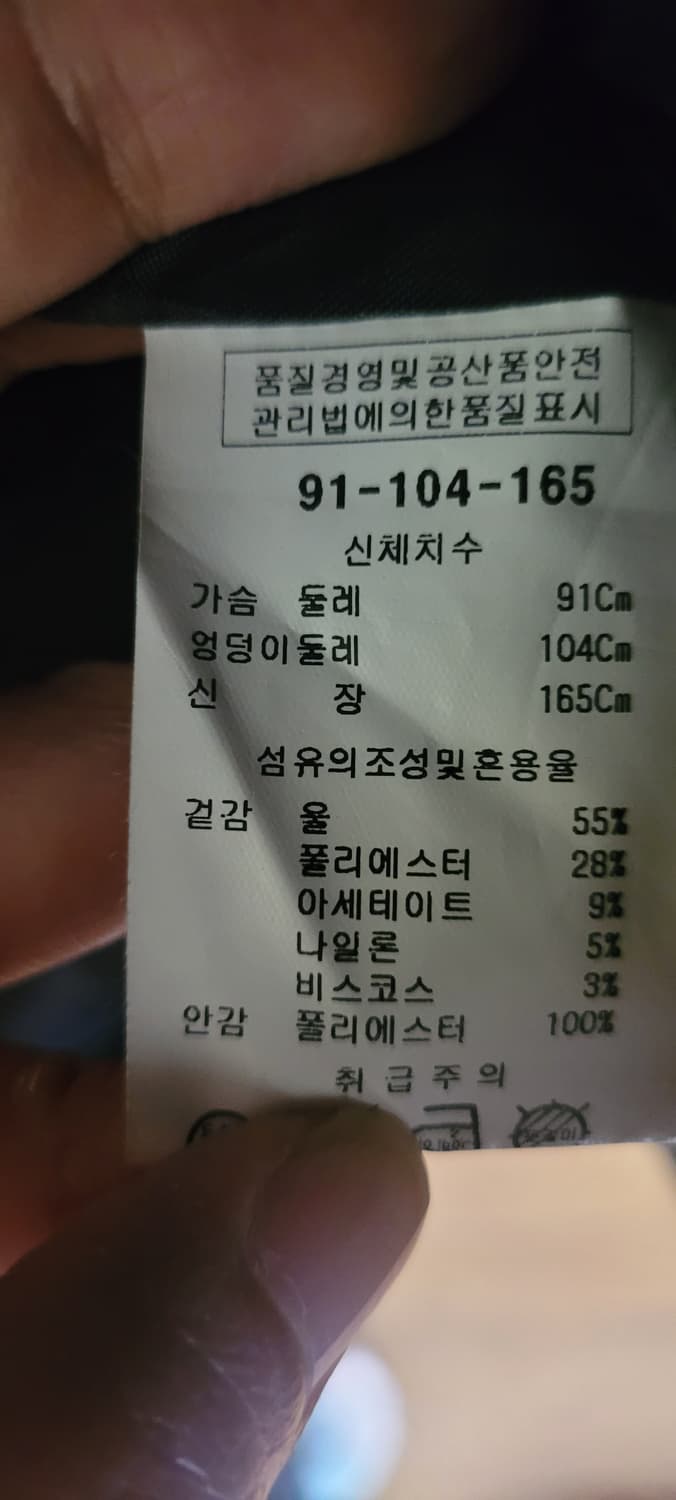 품질경영및공산품안전
관리법에의한품질표시
91-104-165
신체치수
가슴 둘레 91Cm
엉덩이둘레 104Cm
신 장 165Cm
섬유의조성및혼용율
겉감 울 55%
폴리에스터 28%
아세테이트 9%
나일론 5%
비스코스 3%
안감 폴리에스터 100%
취급주의